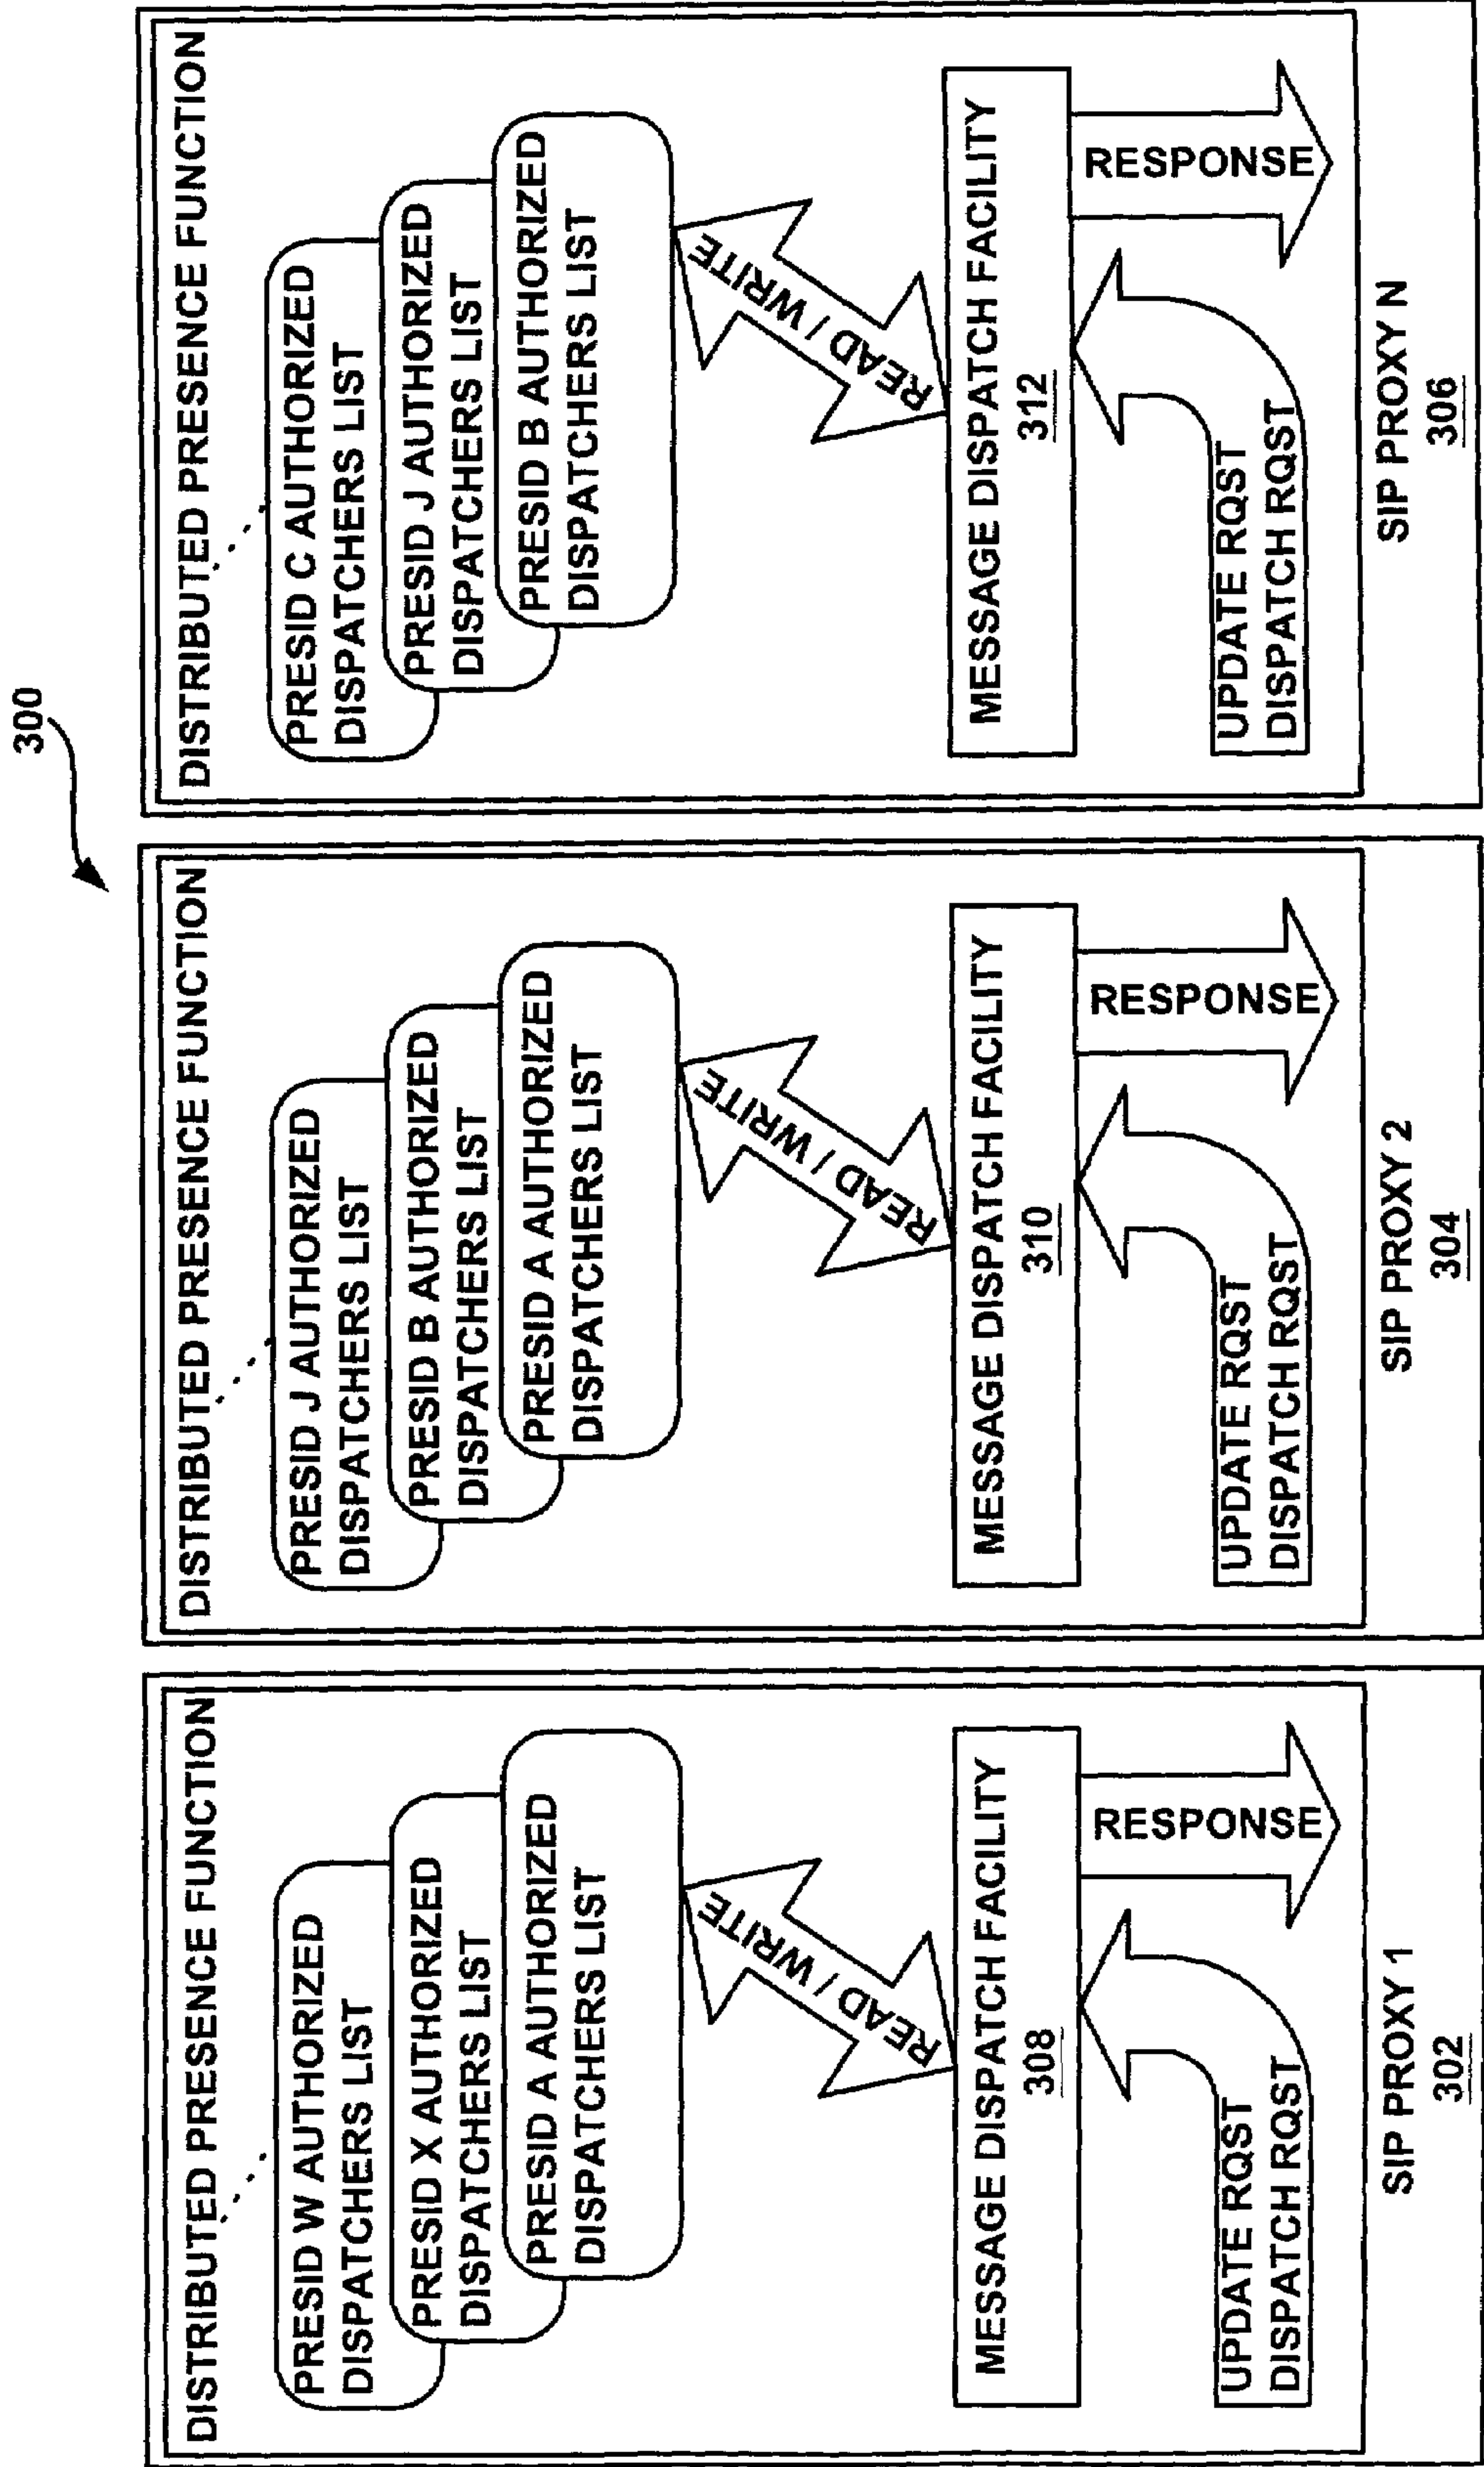 300
DISTRIBUTED PRESENCE FUNCTION
PRESID W AUTHORIZED
DISPATCHERS LIST
PRESID X AUTHORIZED
DISPATCHERS LIST
PRESID A AUTHORIZED
DISPATCHERS LIST
READ / WRITE
MESSAGE DISPATCH FACILITY
308
UPDATE RQST
DISPATCH RQST
RESPONSE
SIP PROXY 1
302
DISTRIBUTED PRESENCE FUNCTION
PRESID J AUTHORIZED
DISPATCHERS LIST
PRESID B AUTHORIZED
DISPATCHERS LIST
PRESID A AUTHORIZED
DISPATCHERS LIST
READ / WRITE
MESSAGE DISPATCH FACILITY
310
UPDATE RQST
DISPATCH RQST
RESPONSE
SIP PROXY 2
304
DISTRIBUTED PRESENCE FUNCTION
PRESID C AUTHORIZED
DISPATCHERS LIST
PRESID J AUTHORIZED
DISPATCHERS LIST
PRESID B AUTHORIZED
DISPATCHERS LIST
READ / WRITE
MESSAGE DISPATCH FACILITY
312
UPDATE RQST
DISPATCH RQST
RESPONSE
SIP PROXY N
306